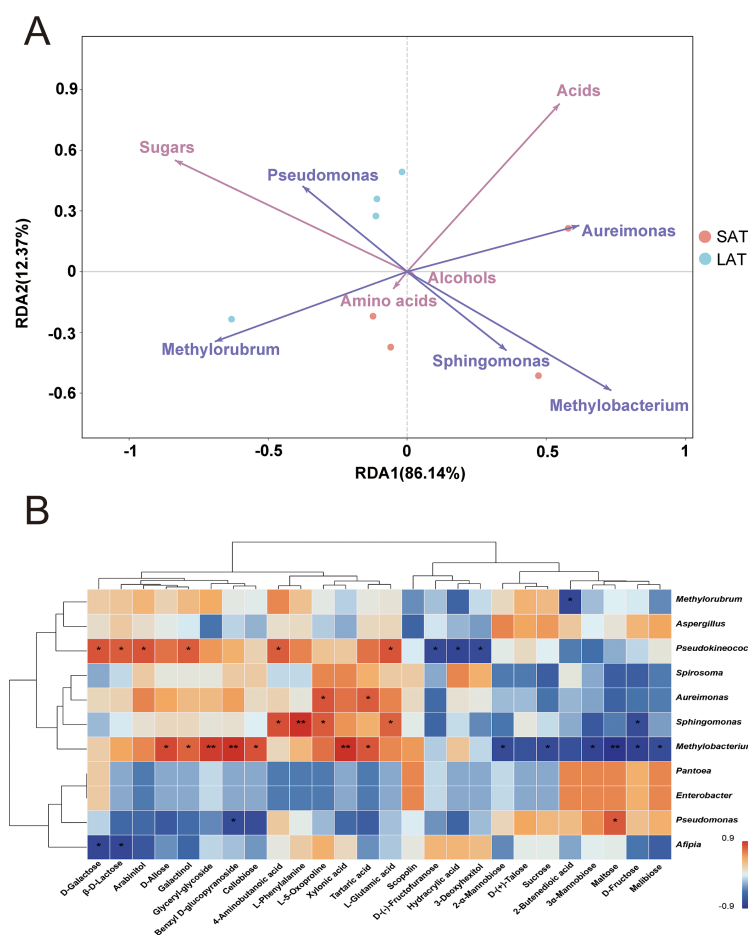 A
0.9
0.6
0.3
0
-0.3
-0.6
RDA2(12.37%)
Acids
Sugars
Pseudomonas
Aureimonas
Alcohols
Amino acids
Methylorubrum
Sphingomonas
Methylobacterium
SAT
LAT
-1
-0.5
0
0.5
1
RDA1(86.14%)
B
Methylorubrum
Aspergillus
* * * * * * * * *
Pseudokineococ
Spirosoma
* *
Aureimonas
* ** * * *
Sphingomonas
* * ** ** * ** * * * * ** * *
Methylobacterium
Pantoea
Enterobacter
* *
Pseudomonas
* *
Afipia
D-Galactose
β-D-Lactose
Arabinitol
D-Allose
Galactinol
Glyceryl-glycoside
Benzyl D-glucopyranoside
Cellobiose
4-Aminobutanoic acid
L-Phenylalanine
L-5-Oxoproline
Xylonic acid
Tartaric acid
L-Glutamic acid
Scopolin
D-(-)-Fructofuranose
Hydracrylic acid
3-Deoxyhexitol
2-α-Mannobiose
D-(+)-Talose
Sucrose
2-Butenedioic acid
3α-Mannobiose
Maltose
D-Fructose
Melibiose
0.9
-0.9